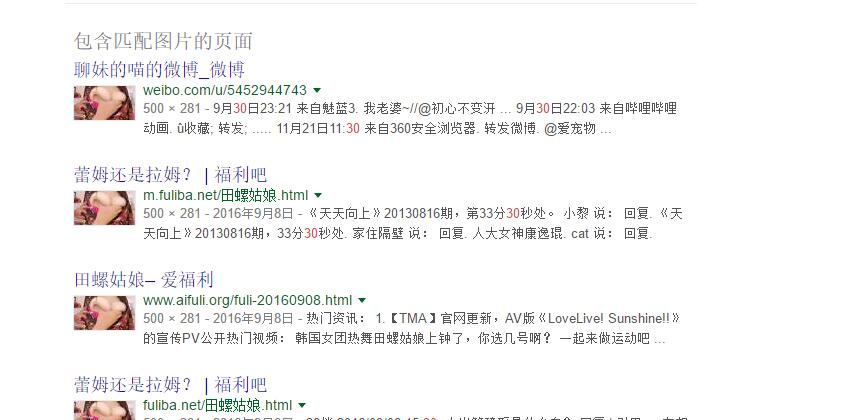 包含匹配图片的页面
聊妹的喵的微博_微博
weibo.com/u/5452944743
500 × 281 - 9月30日23:21 来自魅蓝3. 我老婆~//@初心不变汧 ... 9月30日22:03 来自哔哩哔哩
动画. û收藏; 转发; ..... 11月21日11:30 来自360安全浏览器. 转发微博. @爱宠物 ...
蕾姆还是拉姆？ | 福利吧
m.fuliba.net/田螺姑娘.html
500 × 281 - 2016年9月8日 - 《天天向上》20130816期，第33分30秒处。 小黎 说： 回复. 《天
天向上》20130816期，33分30秒处. 家住隔壁 说： 回复. 人大女神康逸琨. cat 说： 回复.
田螺姑娘– 爱福利
www.aifuli.org/fuli-20160908.html
500 × 281 - 2016年9月8日 - 热门资讯： 1.【TMA】官网更新，AV版《LoveLive! Sunshine!!》
的宣传PV公开热门视频： 韩国女团热舞田螺姑娘上钟了，你选几号啊？ 一起来做运动吧 ...
蕾姆还是拉姆？ | 福利吧
fuliba.net/田螺姑娘.html